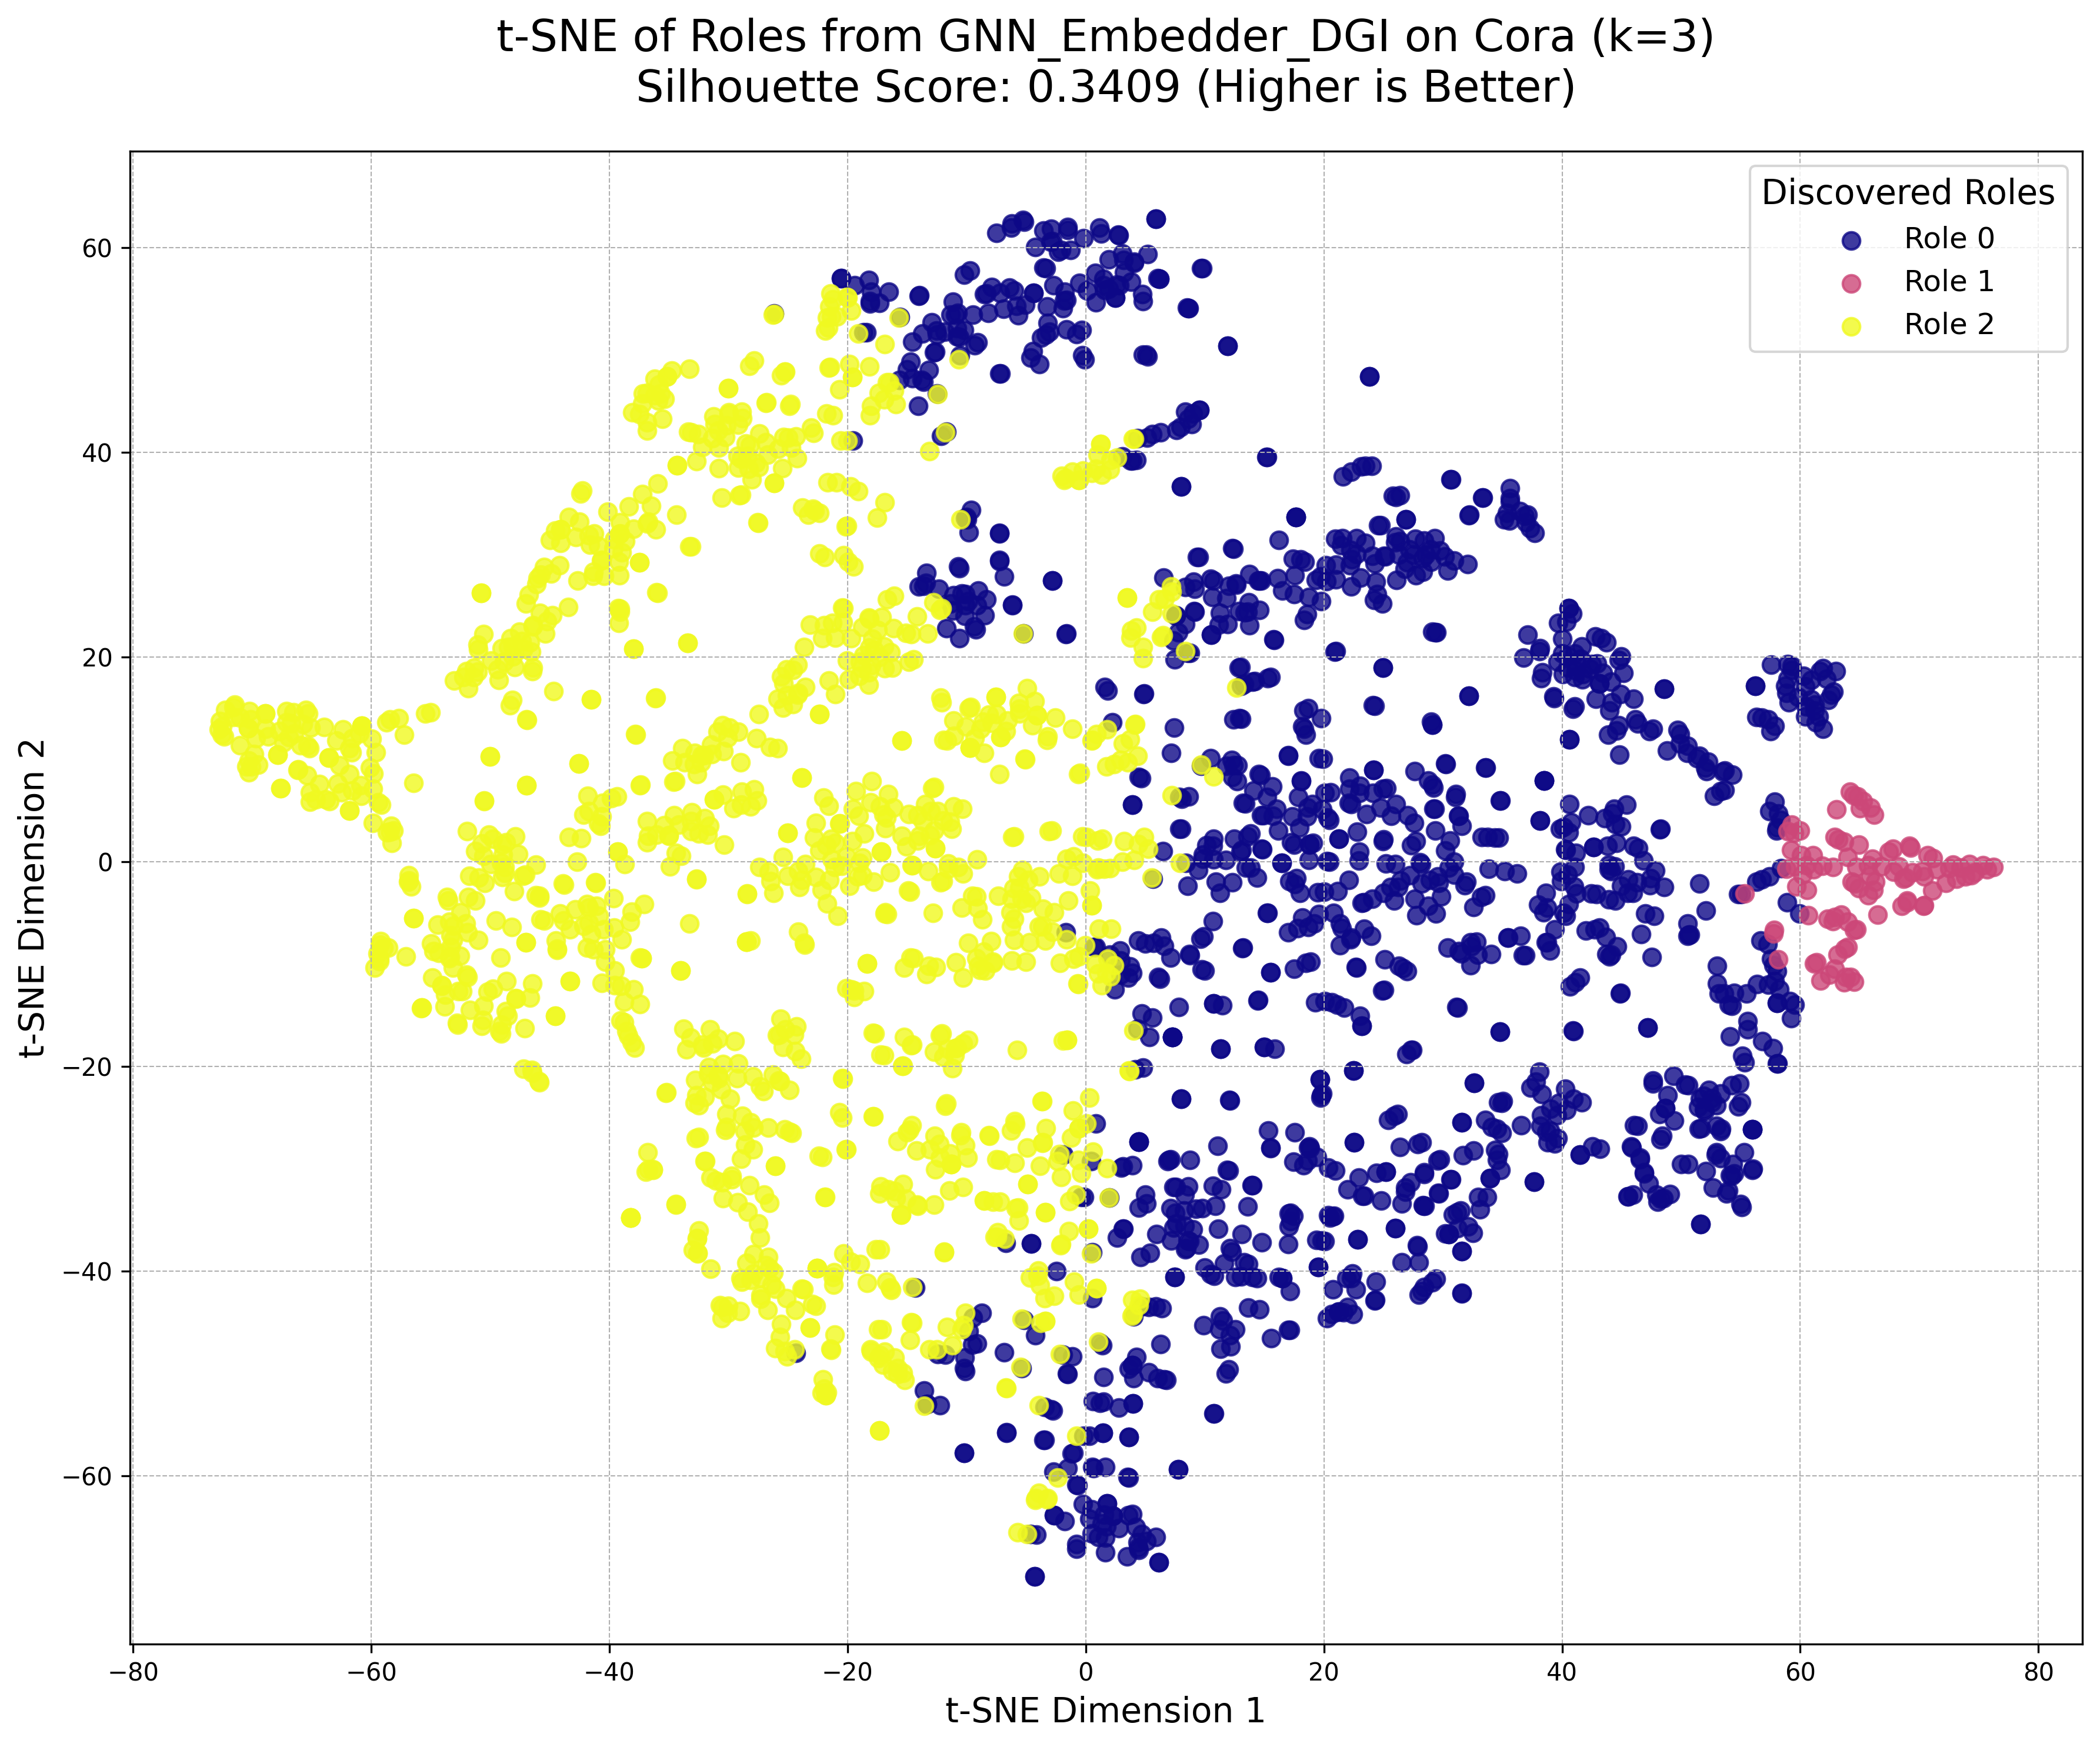 t-SNE of Roles from GNN_Embedder_DGI on Cora (k=3)
Silhouette Score: 0.3409 (Higher is Better)
Discovered Roles
Role 0
Role 1
Role 2
60
40
20
0
−20
−40
−60
t-SNE Dimension 2
−80
−60
−40
−20
0
20
40
60
80
t-SNE Dimension 1